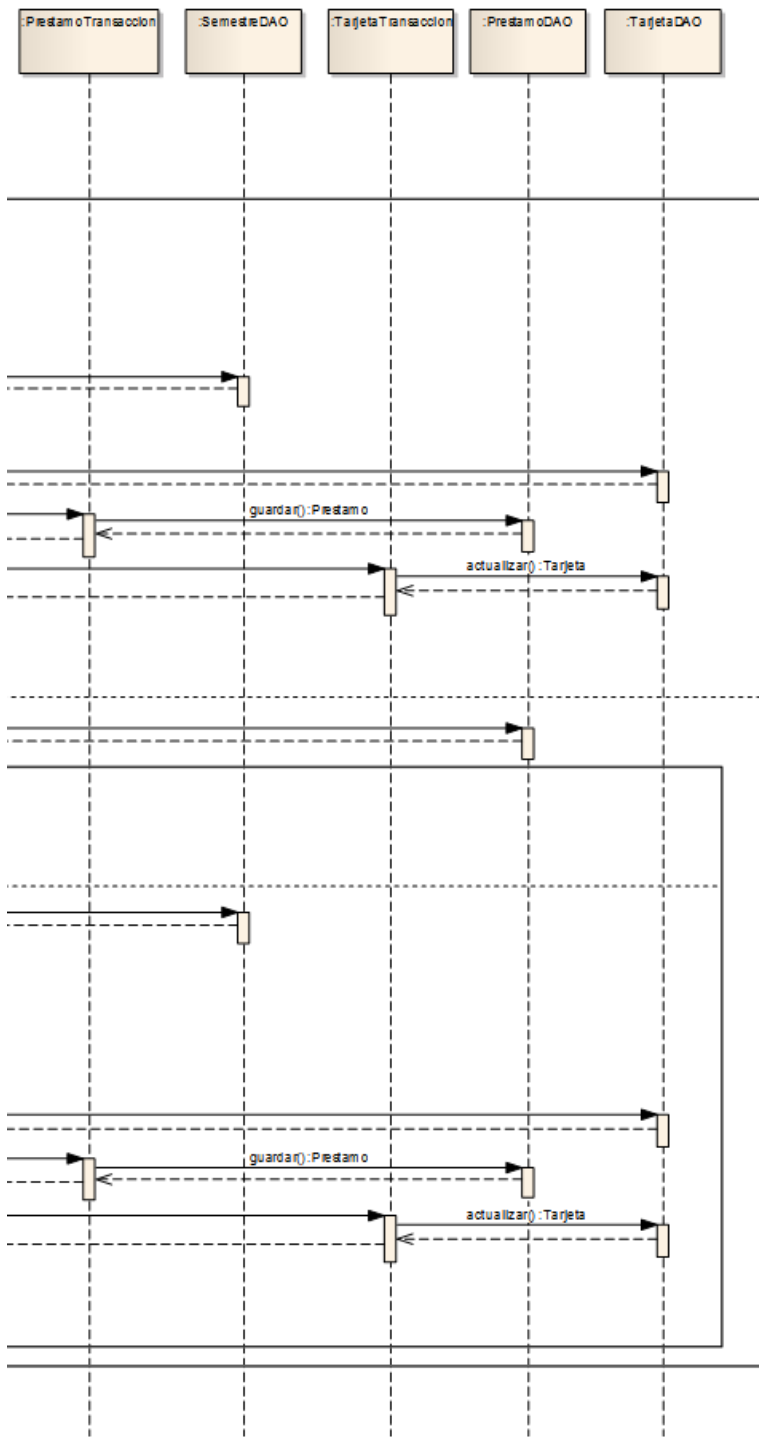 :PrestamoTransaccion
:SemestreDAO
:TarjetaTransaccion
:PrestamoDAO
:TarjetaDAO
guardar() :Prestamo
actualizar() :Tarjeta
guardar() :Prestamo
actualizar() :Tarjeta